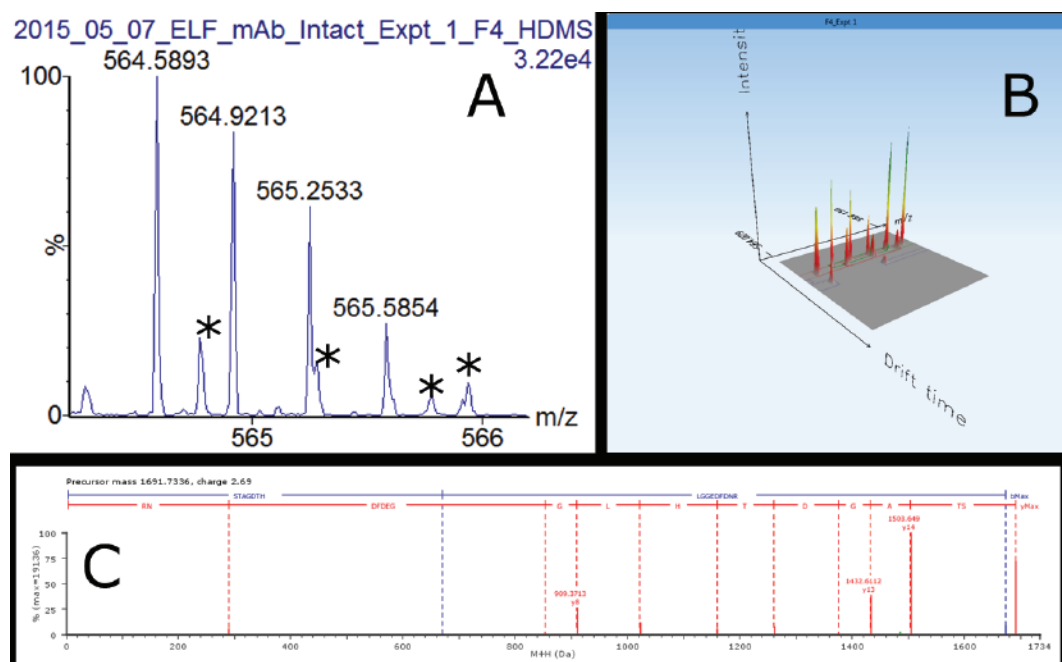 2015_05_07_ELF_mAb_Intact_Expt_1_F4_HDMS
3.22e4
564.5893
100
A
564.9213
565.2533
%
565.5854
*
*
*
*
0
m/z
565
566
F4_Expt 1
B
Intensit
m/z
Drift time
Precursor mass 1691.7336, charge 2.69
STAGDTH
LGGEDFDNR
bMax
RN
DFDEG
G
L
H
T
D
G
A
TS
yMax
C
% (max=19136)
100
75
50
25
0
909.3713
y8
1432.6112
y13
1503.649
y14
0
200
400
600
800
1000
1200
1400
1600
1734
M+H (Da)